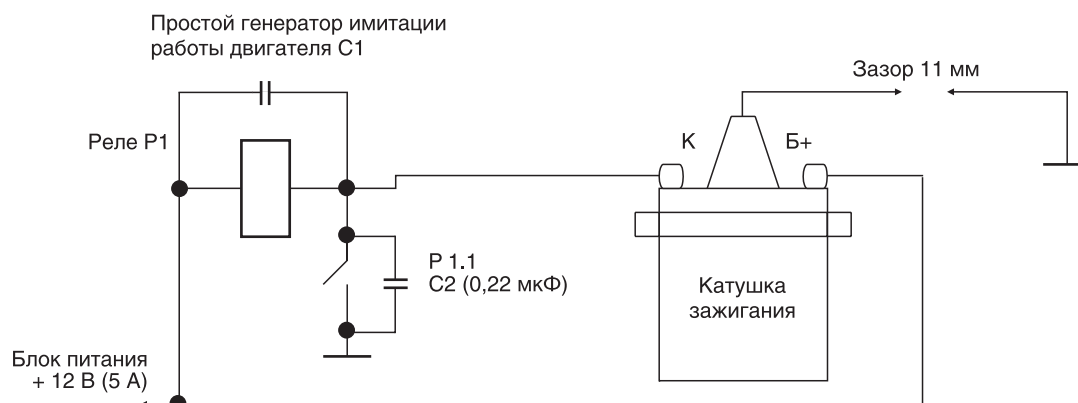 Простой генератор имитации
работы двигателя С1
Зазор 11 мм
Реле Р1
К
Б+
Р 1.1
С2 (0,22 мкФ)
Катушка
зажигания
Блок питания
+ 12 В (5 А)